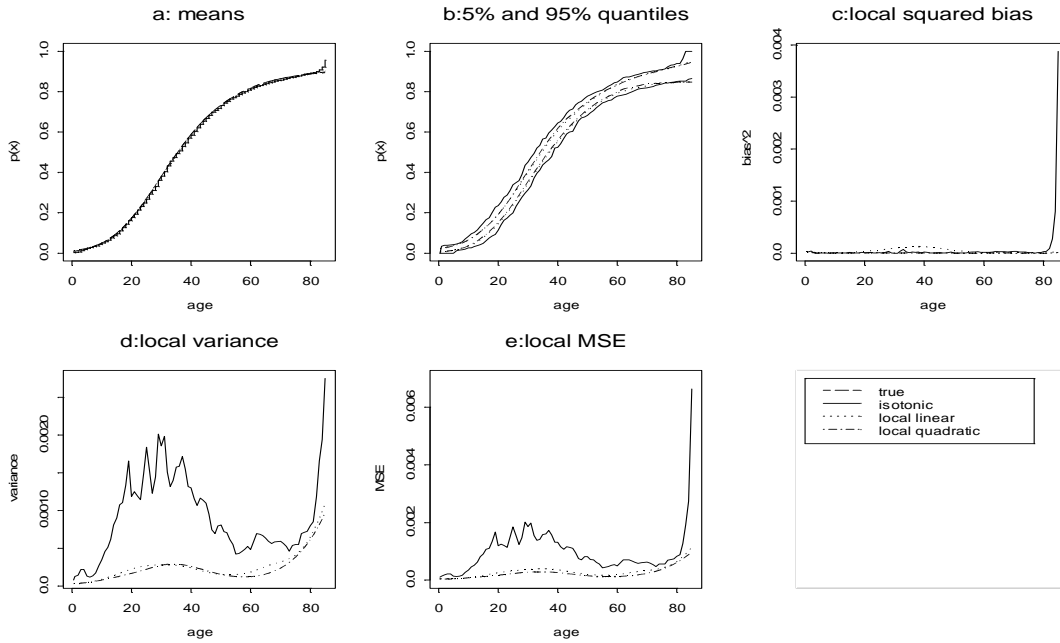 a: means
p(x)
0.0 0.2 0.4 0.6 0.8 1.0
0 20 40 60 80
age
b:5% and 95% quantiles
p(x)
0.0 0.2 0.4 0.6 0.8 1.0
0 20 40 60 80
age
c:local squared bias
bias^2
0.0 0.001 0.002 0.003 0.004
0 20 40 60 80
age
d:local variance
variance
0.0 0.0010 0.0020
0 20 40 60 80
age
e:local MSE
MSE
0.0 0.002 0.004 0.006
0 20 40 60 80
age
true
isotonic
local linear
local quadratic